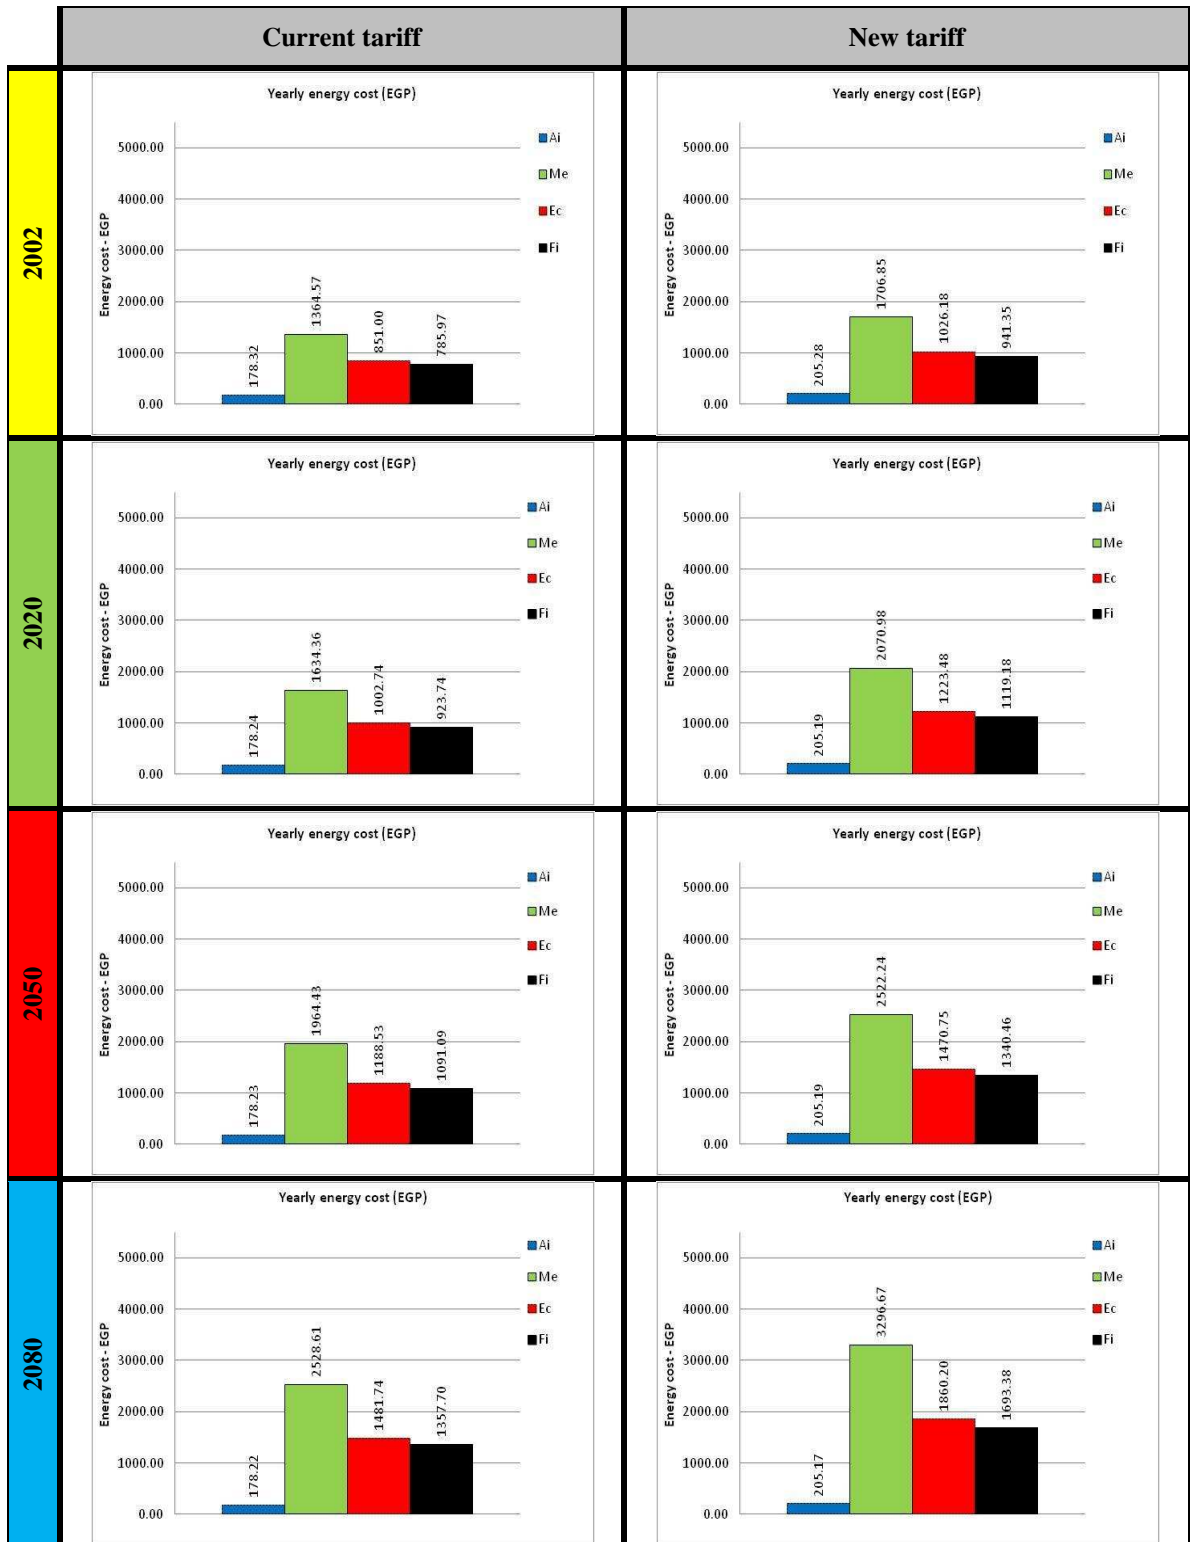 Current tariff
New tariff
2002
Yearly energy cost (EGP)
Energy cost - EGP
5000.00
4000.00
3000.00
2000.00
1000.00
0.00
178.32
1364.57
851.00
785.97
Ai
Me
Ec
Fi
Yearly energy cost (EGP)
Energy cost - EGP
5000.00
4000.00
3000.00
2000.00
1000.00
0.00
205.28
1706.85
1026.18
941.35
Ai
Me
Ec
Fi
2020
Yearly energy cost (EGP)
Energy cost - EGP
5000.00
4000.00
3000.00
2000.00
1000.00
0.00
178.24
1634.36
1002.74
923.74
Ai
Me
Ec
Fi
Yearly energy cost (EGP)
Energy cost - EGP
5000.00
4000.00
3000.00
2000.00
1000.00
0.00
205.19
2070.98
1223.48
1119.18
Ai
Me
Ec
Fi
2050
Yearly energy cost (EGP)
Energy cost - EGP
5000.00
4000.00
3000.00
2000.00
1000.00
0.00
178.23
1964.43
1188.53
1091.09
Ai
Me
Ec
Fi
Yearly energy cost (EGP)
Energy cost - EGP
5000.00
4000.00
3000.00
2000.00
1000.00
0.00
205.19
2522.24
1470.75
1340.46
Ai
Me
Ec
Fi
2080
Yearly energy cost (EGP)
Energy cost - EGP
5000.00
4000.00
3000.00
2000.00
1000.00
0.00
178.22
2528.61
1481.74
1357.70
Ai
Me
Ec
Fi
Yearly energy cost (EGP)
Energy cost - EGP
5000.00
4000.00
3000.00
2000.00
1000.00
0.00
205.17
3296.67
1860.20
1693.38
Ai
Me
Ec
Fi